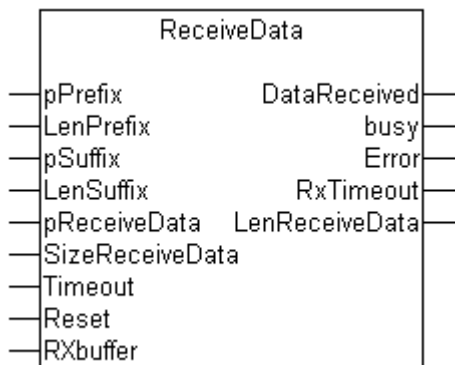 ReceiveData
pPrefix DataReceived
LenPrefix busy
pSuffix Error
LenSuffix RxTimeout
pReceiveData LenReceiveData
SizeReceiveData
Timeout
Reset
RXbuffer